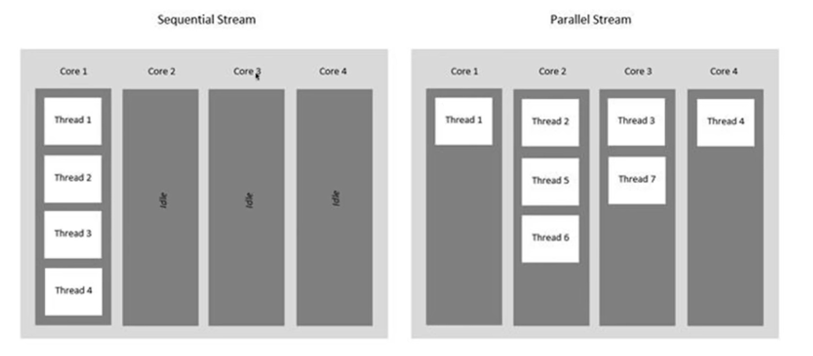 Sequential Stream
Core 1
Core 2
Core 3
Core 4
Thread 1
Thread 2
Thread 3
Thread 4
Idle
Idle
Idle
Parallel Stream
Core 1
Core 2
Core 3
Core 4
Thread 1
Thread 2
Thread 5
Thread 6
Thread 3
Thread 7
Thread 4